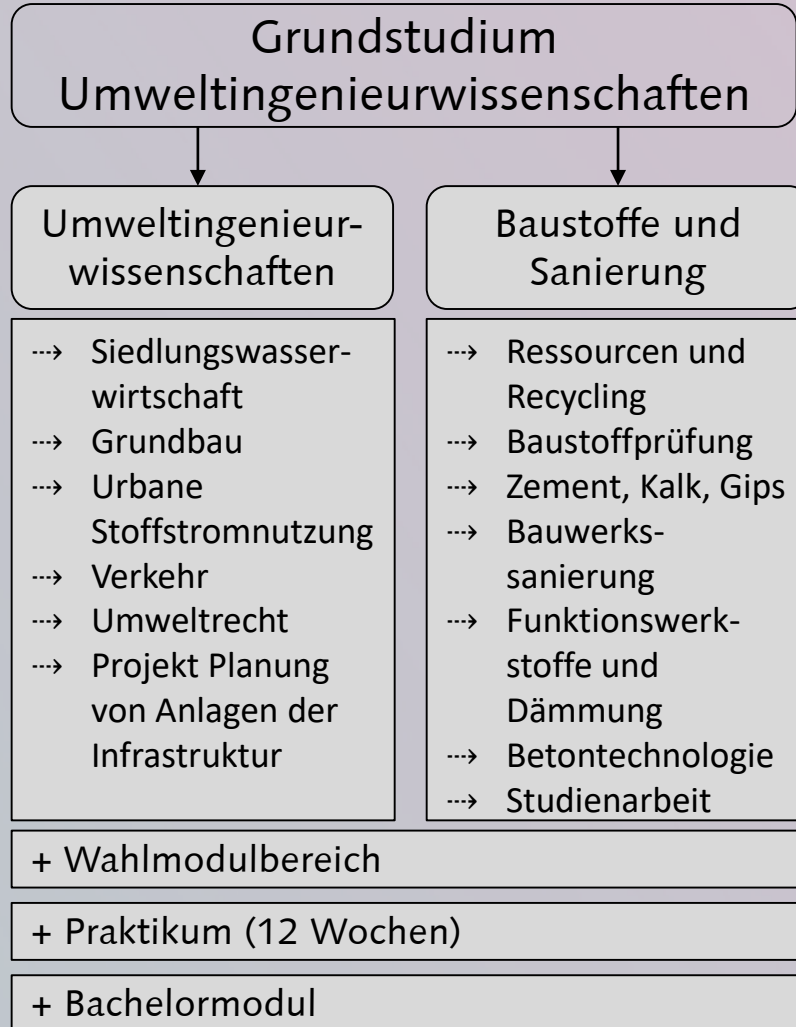 Grundstudium
Umweltingenieurwissenschaften
Umweltingenieur-
wissenschaften
⤑ Siedlungswasser-
wirtschaft
⤑ Grundbau
⤑ Urbane
Stoffstromnutzung
⤑ Verkehr
⤑ Umweltrecht
⤑ Projekt Planung
von Anlagen der
Infrastruktur
Baustoffe und
Sanierung
⤑ Ressourcen und
Recycling
⤑ Baustoffprüfung
⤑ Zement, Kalk, Gips
⤑ Bauwerks-
sanierung
⤑ Funktionswerk-
stoffe und
Dämmung
⤑ Betontechnologie
⤑ Studienarbeit
+ Wahlmodulbereich
+ Praktikum (12 Wochen)
+ Bachelormodul